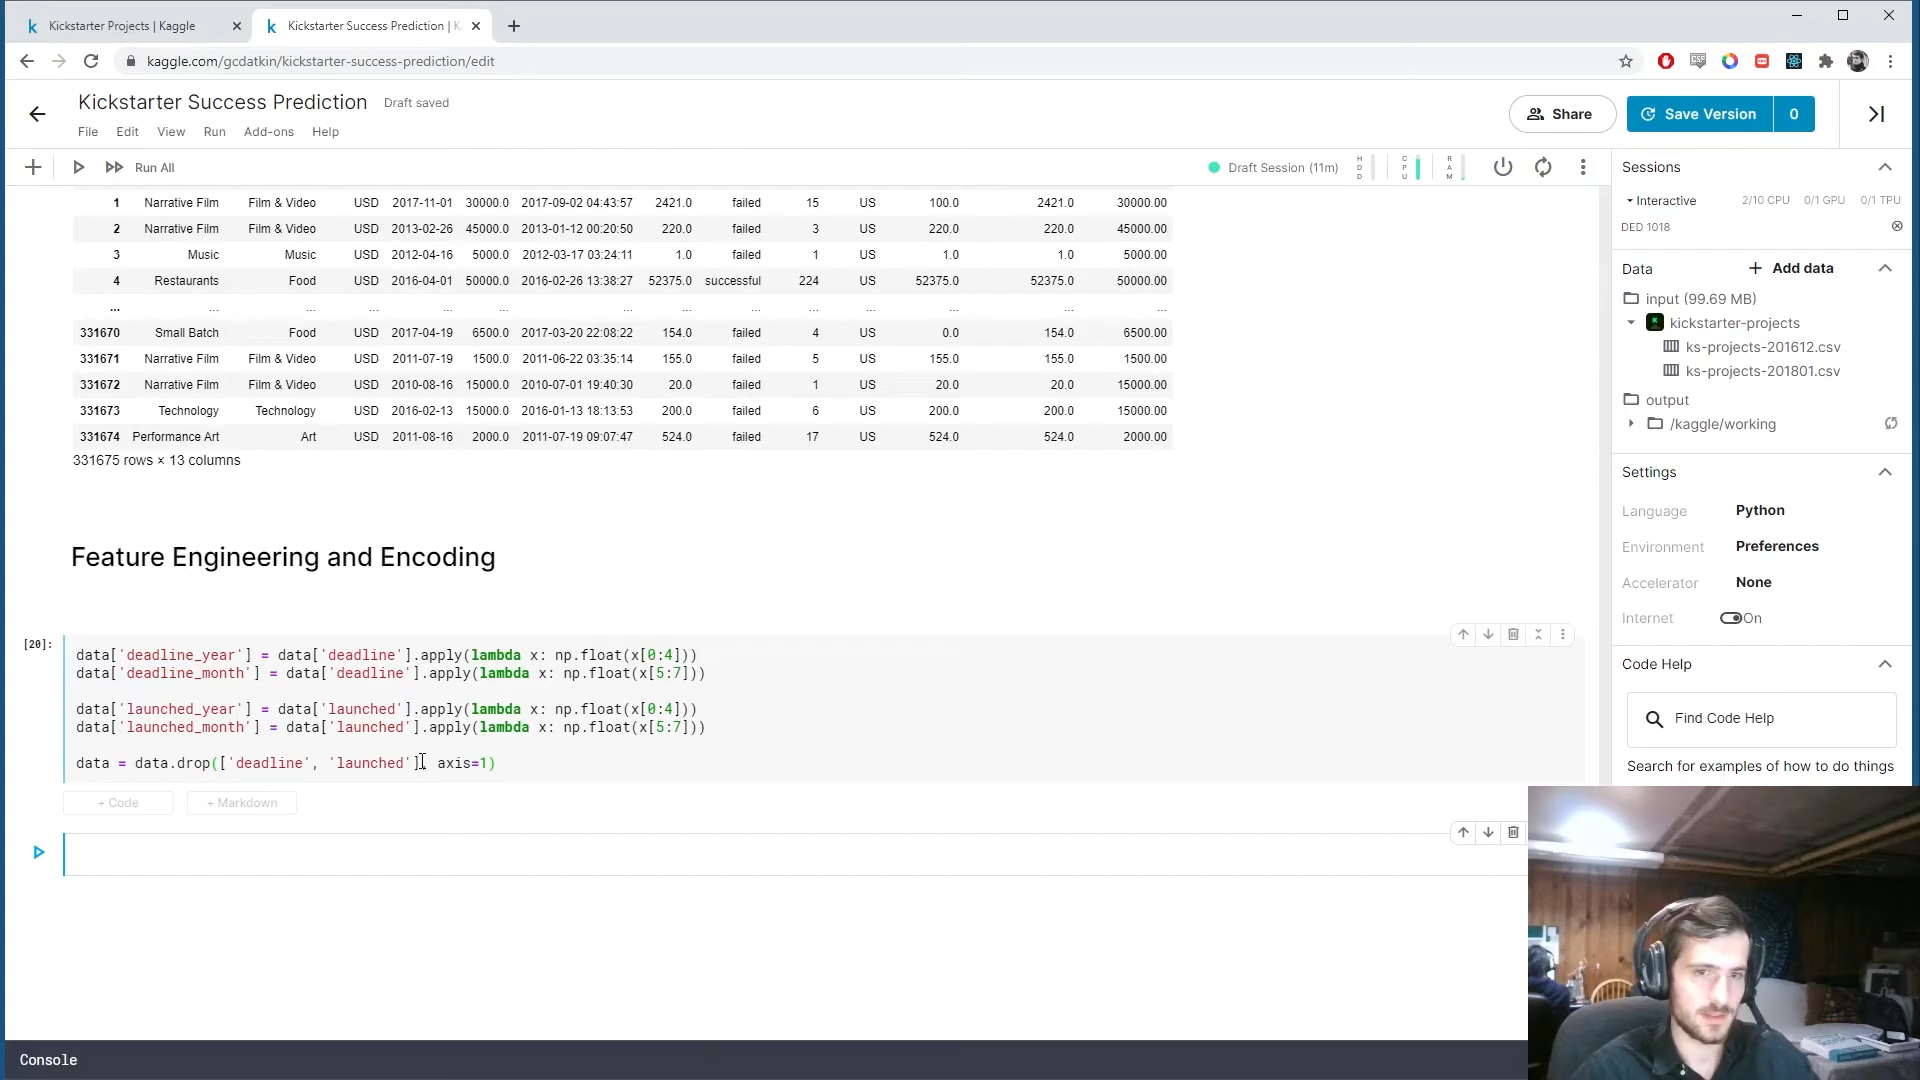 Kickstarter Projects | Kaggle
Kickstarter Success Prediction | K
kaggle.com/gcdatkin/kickstarter-success-prediction/edit
Kickstarter Success Prediction Draft saved
File Edit View Run Add-ons Help
Share
Save Version 0
Run All
Draft Session (11m)
HDD
CPU
RAM
1 Narrative Film Film & Video USD 2017-11-01 30000.0 2017-09-02 04:43:57 2421.0 failed 15 US 100.0 2421.0 30000.00
2 Narrative Film Film & Video USD 2013-02-26 45000.0 2013-01-12 00:20:50 220.0 failed 3 US 220.0 220.0 45000.00
3 Music Music USD 2012-04-16 5000.0 2012-03-17 03:24:11 1.0 failed 1 US 1.0 1.0 5000.00
4 Restaurants Food USD 2016-04-01 50000.0 2016-02-26 13:38:27 52375.0 successful 224 US 52375.0 52375.0 50000.00
... ... ... ... ... ... ... ... ... ... ... ... ... ...
331670 Small Batch Food USD 2017-04-19 6500.0 2017-03-20 22:08:22 154.0 failed 4 US 0.0 154.0 6500.00
331671 Narrative Film Film & Video USD 2011-07-19 1500.0 2011-06-22 03:35:14 155.0 failed 5 US 155.0 155.0 1500.00
331672 Narrative Film Film & Video USD 2010-08-16 15000.0 2010-07-01 19:40:30 20.0 failed 1 US 20.0 20.0 15000.00
331673 Technology Technology USD 2016-02-13 15000.0 2016-01-13 18:13:53 200.0 failed 6 US 200.0 200.0 15000.00
331674 Performance Art Art USD 2011-08-16 2000.0 2011-07-19 09:07:47 524.0 failed 17 US 524.0 524.0 2000.00
331675 rows × 13 columns
Feature Engineering and Encoding
[20]:
data['deadline_year'] = data['deadline'].apply(lambda x: np.float(x[0:4]))
data['deadline_month'] = data['deadline'].apply(lambda x: np.float(x[5:7]))
data['launched_year'] = data['launched'].apply(lambda x: np.float(x[0:4]))
data['launched_month'] = data['launched'].apply(lambda x: np.float(x[5:7]))
data = data.drop(['deadline', 'launched'], axis=1)
+ Code + Markdown
Console
Sessions
Interactive 2/10 CPU 0/1 GPU 0/1 TPU
DED 1018
Data + Add data
input (99.69 MB)
kickstarter-projects
ks-projects-201612.csv
ks-projects-201801.csv
output
/kaggle/working
Settings
Language Python
Environment Preferences
Accelerator None
Internet On
Code Help
Find Code Help
Search for examples of how to do things